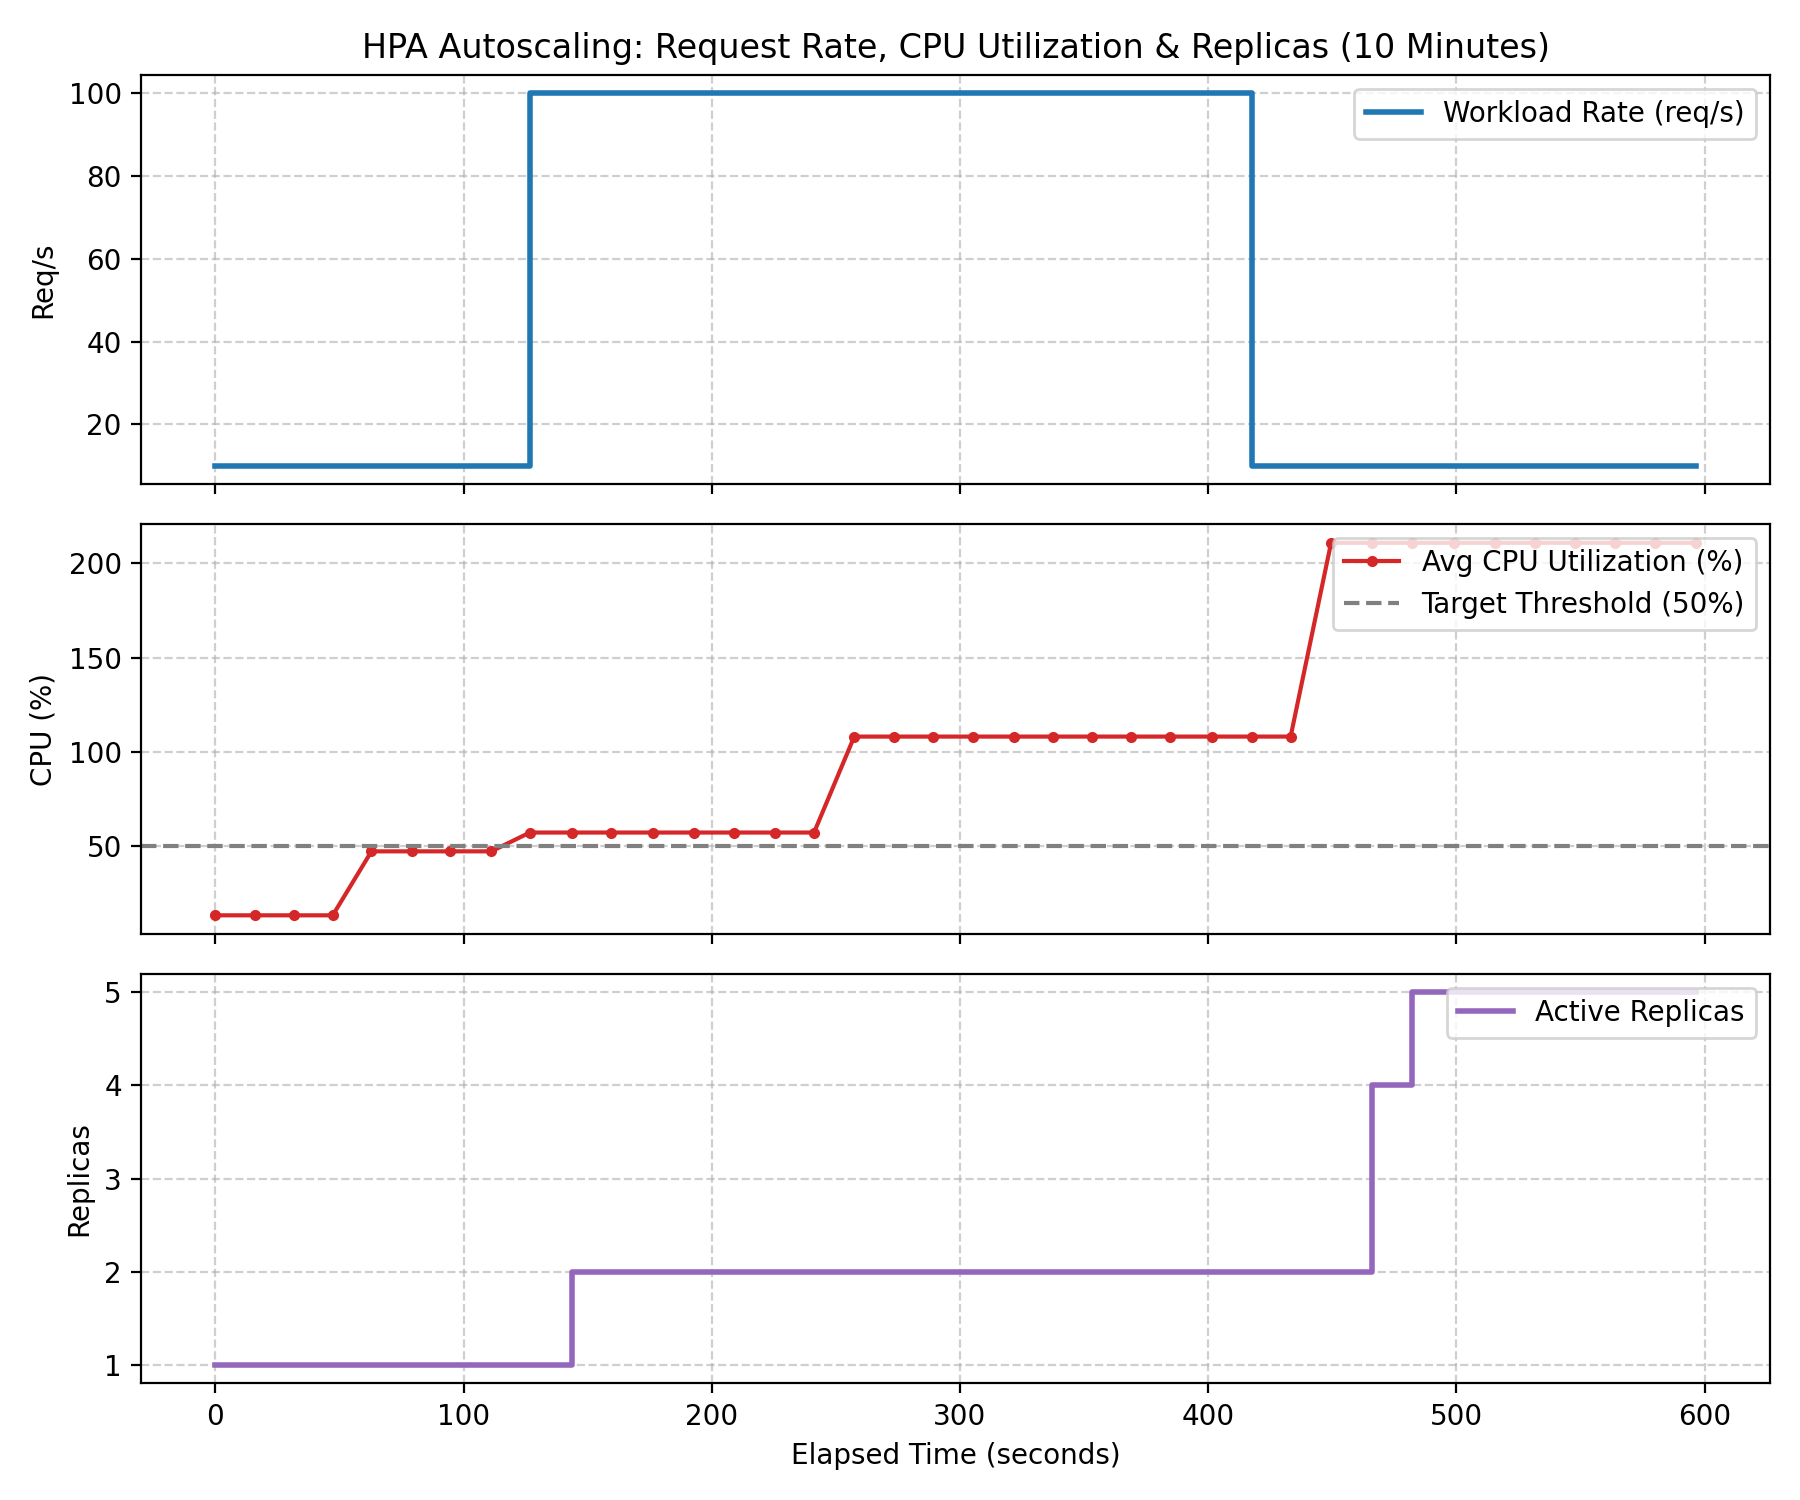 HPA Autoscaling: Request Rate, CPU Utilization & Replicas (10 Minutes)
100
80
60
40
20
Req/s
Workload Rate (req/s)
200
150
100
50
CPU (%)
Avg CPU Utilization (%)
Target Threshold (50%)
5
4
3
2
1
Replicas
Active Replicas
0 100 200 300 400 500 600
Elapsed Time (seconds)